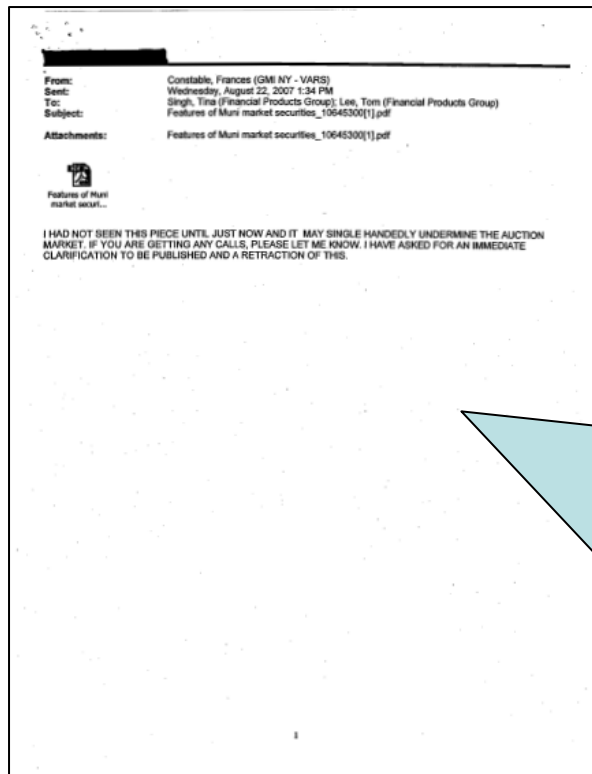 From: Constable, Frances (GMI NY - VARS)
Sent: Wednesday, August 22, 2007 1:34 PM
To: Singh, Tina (Financial Products Group); Lee, Tom (Financial Products Group)
Subject: Features of Muni market securities_10645300[1].pdf
Attachments: Features of Muni market securities_10645300[1].pdf
Features of Muni
market securi...
I HAD NOT SEEN THIS PIECE UNTIL JUST NOW AND IT MAY SINGLE HANDEDLY UNDERMINE THE AUCTION
MARKET. IF YOU ARE GETTING ANY CALLS, PLEASE LET ME KNOW. I HAVE ASKED FOR AN IMMEDIATE
CLARIFICATION TO BE PUBLISHED AND A RETRACTION OF THIS.
1